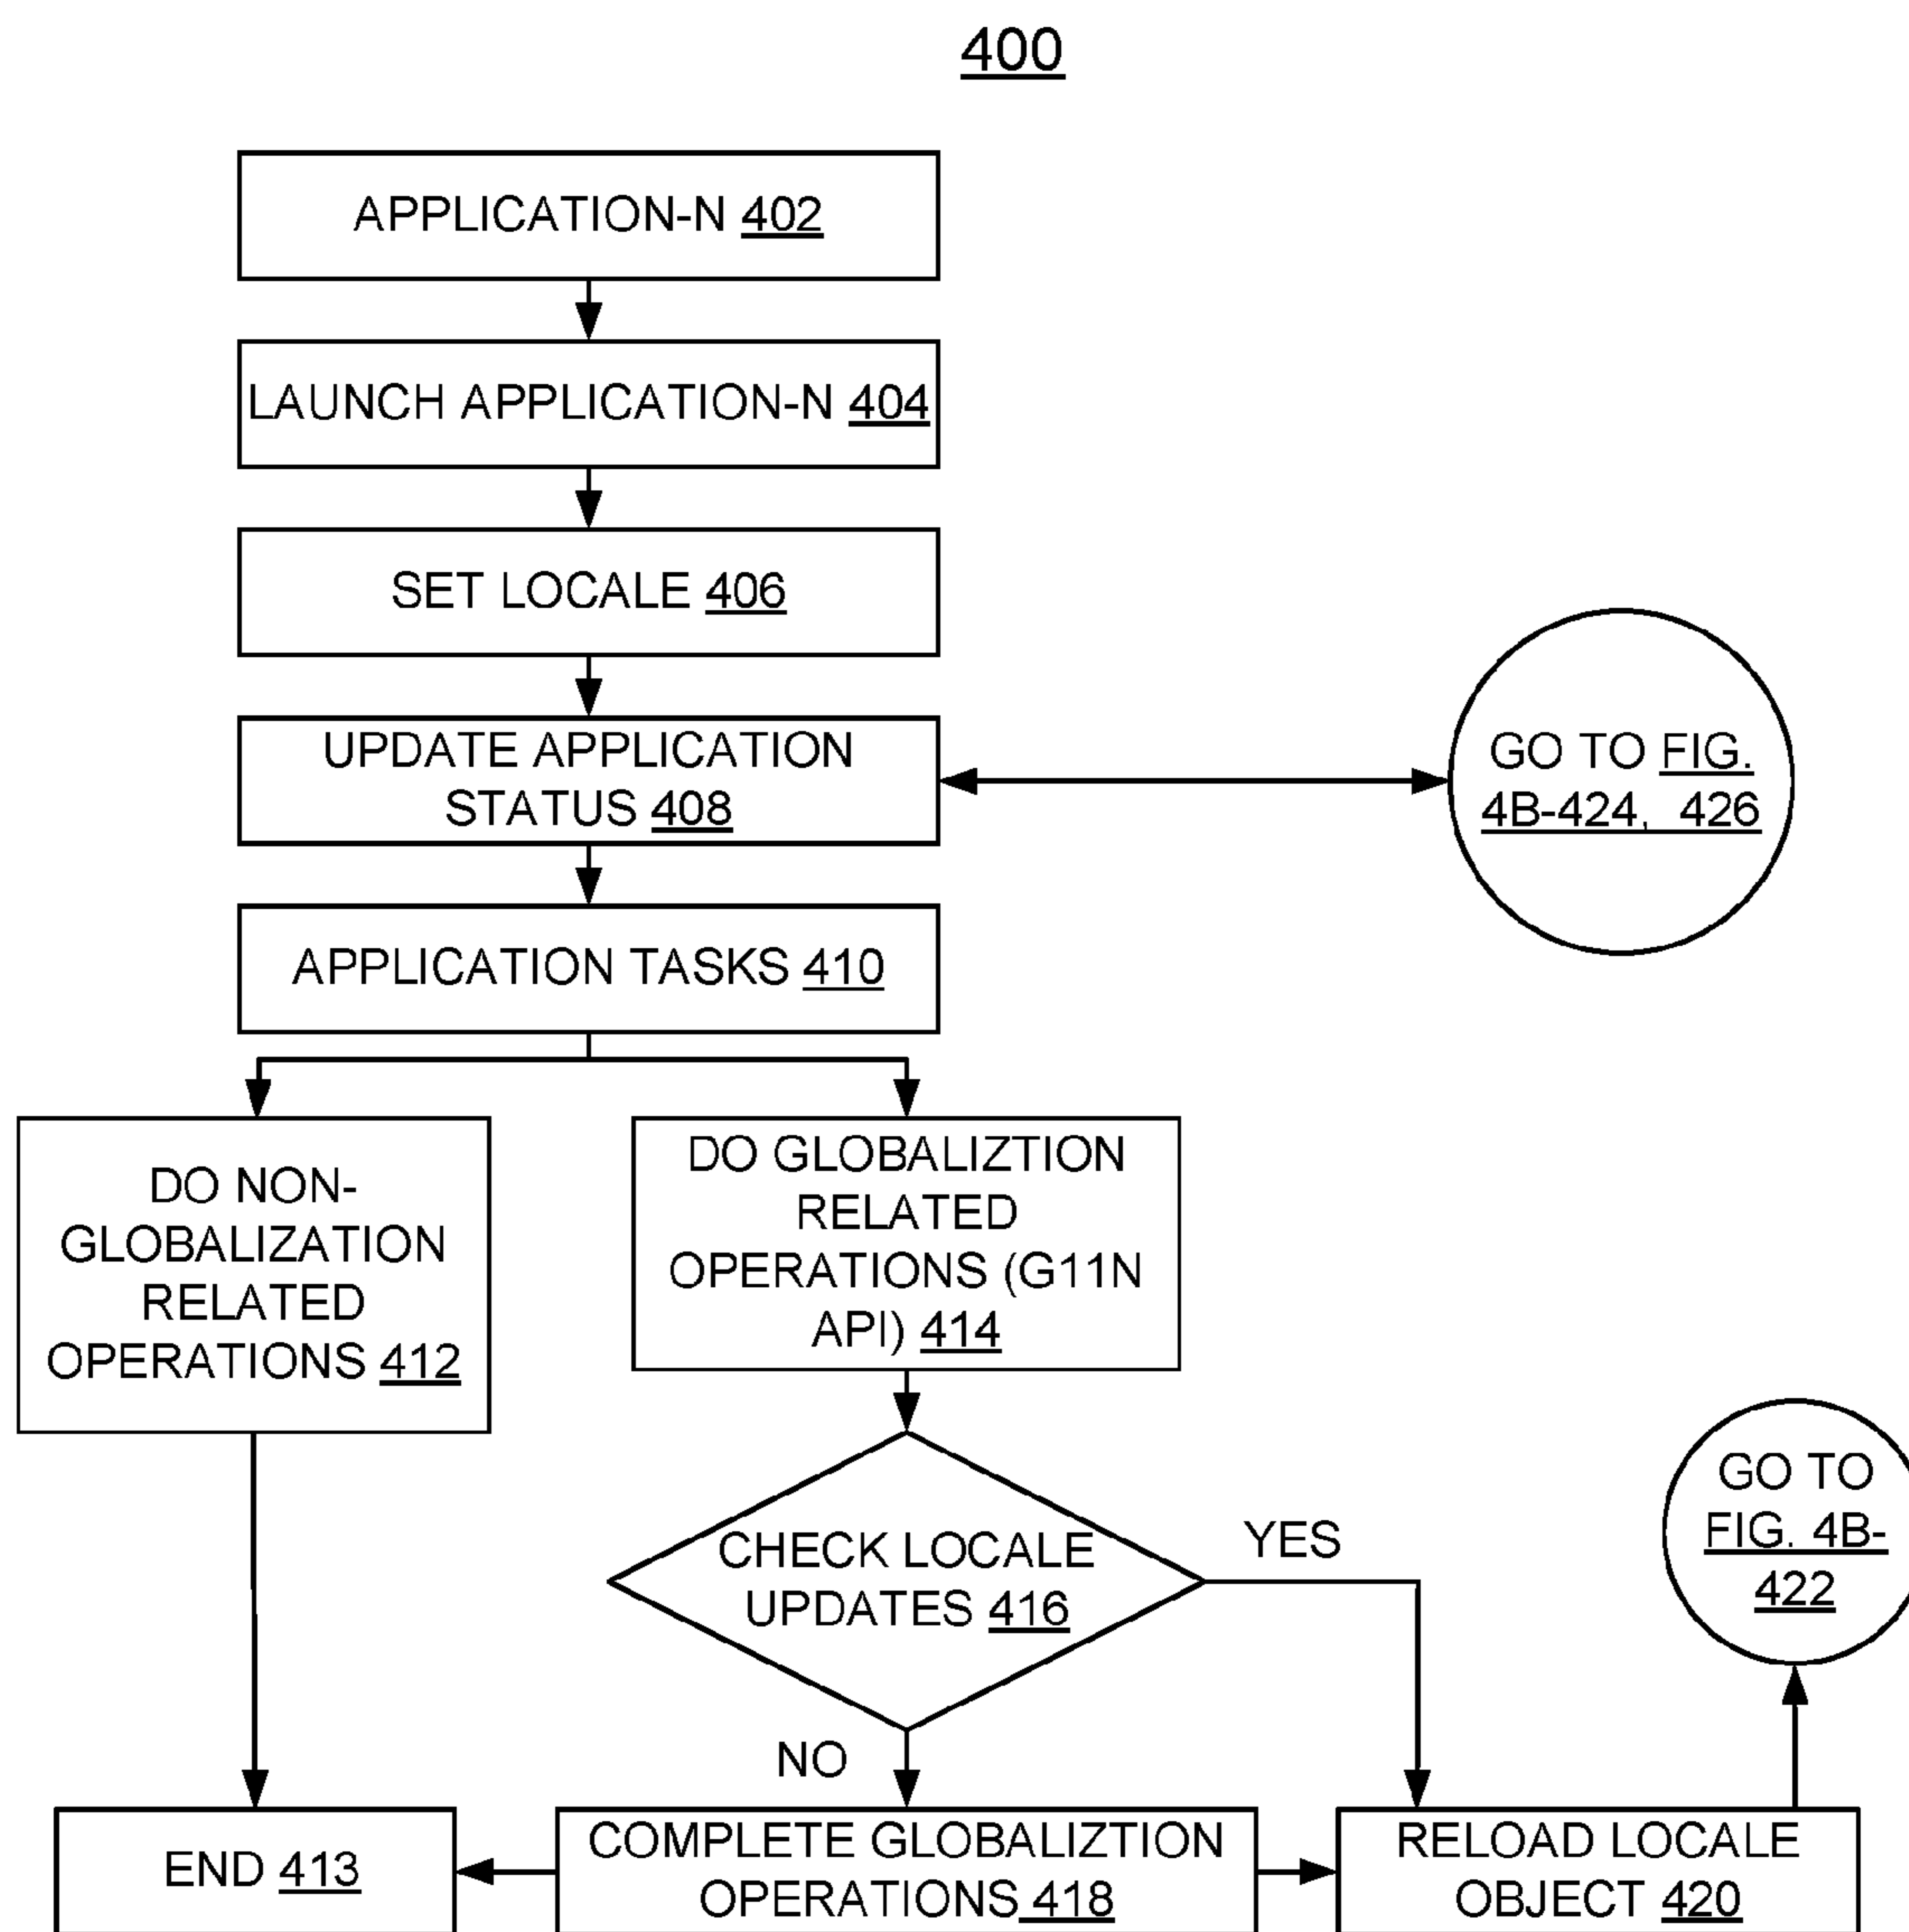 400
APPLICATION-N 402
LAUNCH APPLICATION-N 404
SET LOCALE 406
UPDATE APPLICATION
STATUS 408
GO TO FIG.
4B-424, 426
APPLICATION TASKS 410
DO NON-
GLOBALIZATION
RELATED
OPERATIONS 412
DO GLOBALIZTION
RELATED
OPERATIONS (G11N
API) 414
CHECK LOCALE
UPDATES 416
YES
NO
GO TO
FIG. 4B-
422
END 413
COMPLETE GLOBALIZTION
OPERATIONS 418
RELOAD LOCALE
OBJECT 420